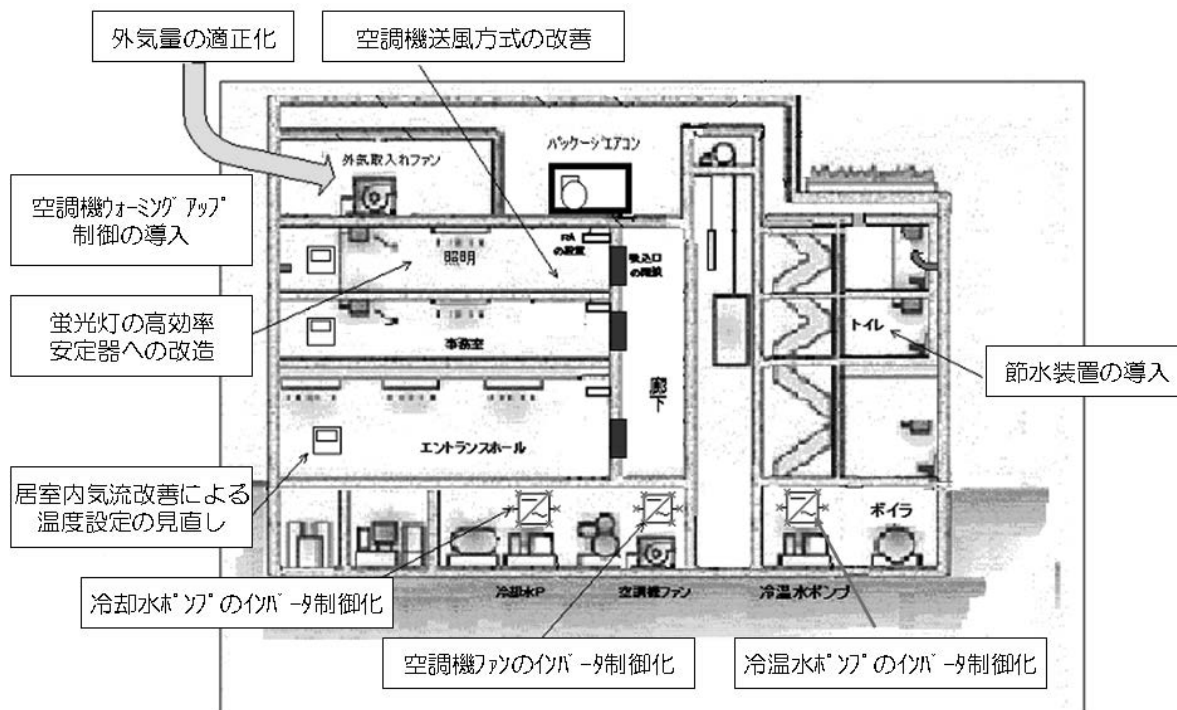 外気量の適正化
空調機送風方式の改善
外気取入れファン
パッケージエアコン
空調機ウォーミングアップ
制御の導入
照明
RA
の設置
吸込口
の閉鎖
蛍光灯の高効率
安定器への改造
事務室
トイレ
節水装置の導入
廊下
エントランスホール
居室内気流改善による
温度設定の見直し
ボイラ
冷却水P
空調機ファン
冷温水ポンプ
冷却水ポンプのインバータ制御化
空調機ファンのインバータ制御化
冷温水ポンプのインバータ制御化